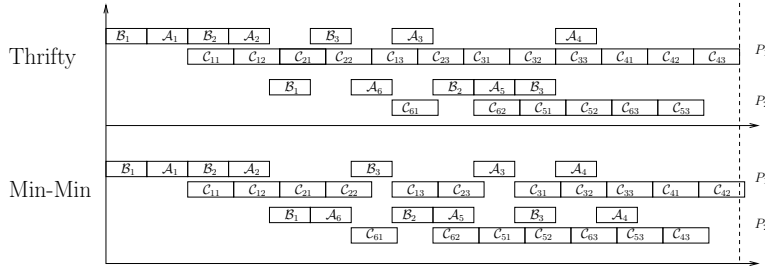 B₁ A₁ B₂ A₂ B₃ A₃ A₄
Thrifty
C₁₁ C₁₂ C₂₁ C₂₂ C₁₃ C₂₃ C₃₁ C₃₂ C₃₃ C₄₁ C₄₂ C₄₃
B₁ A₆ B₂ A₅ B₃
C₆₁ C₆₂ C₅₁ C₅₂ C₆₃ C₅₃
B₁ A₁ B₂ A₂ B₃ A₃ A₄
Min-Min
C₁₁ C₁₂ C₂₁ C₂₂ C₁₃ C₂₃ C₃₁ C₃₂ C₃₃ C₄₁ C₄₂
B₁ A₆ B₂ A₅ B₃ A₄
C₆₁ C₆₂ C₅₁ C₅₂ C₆₃ C₅₃ C₄₃